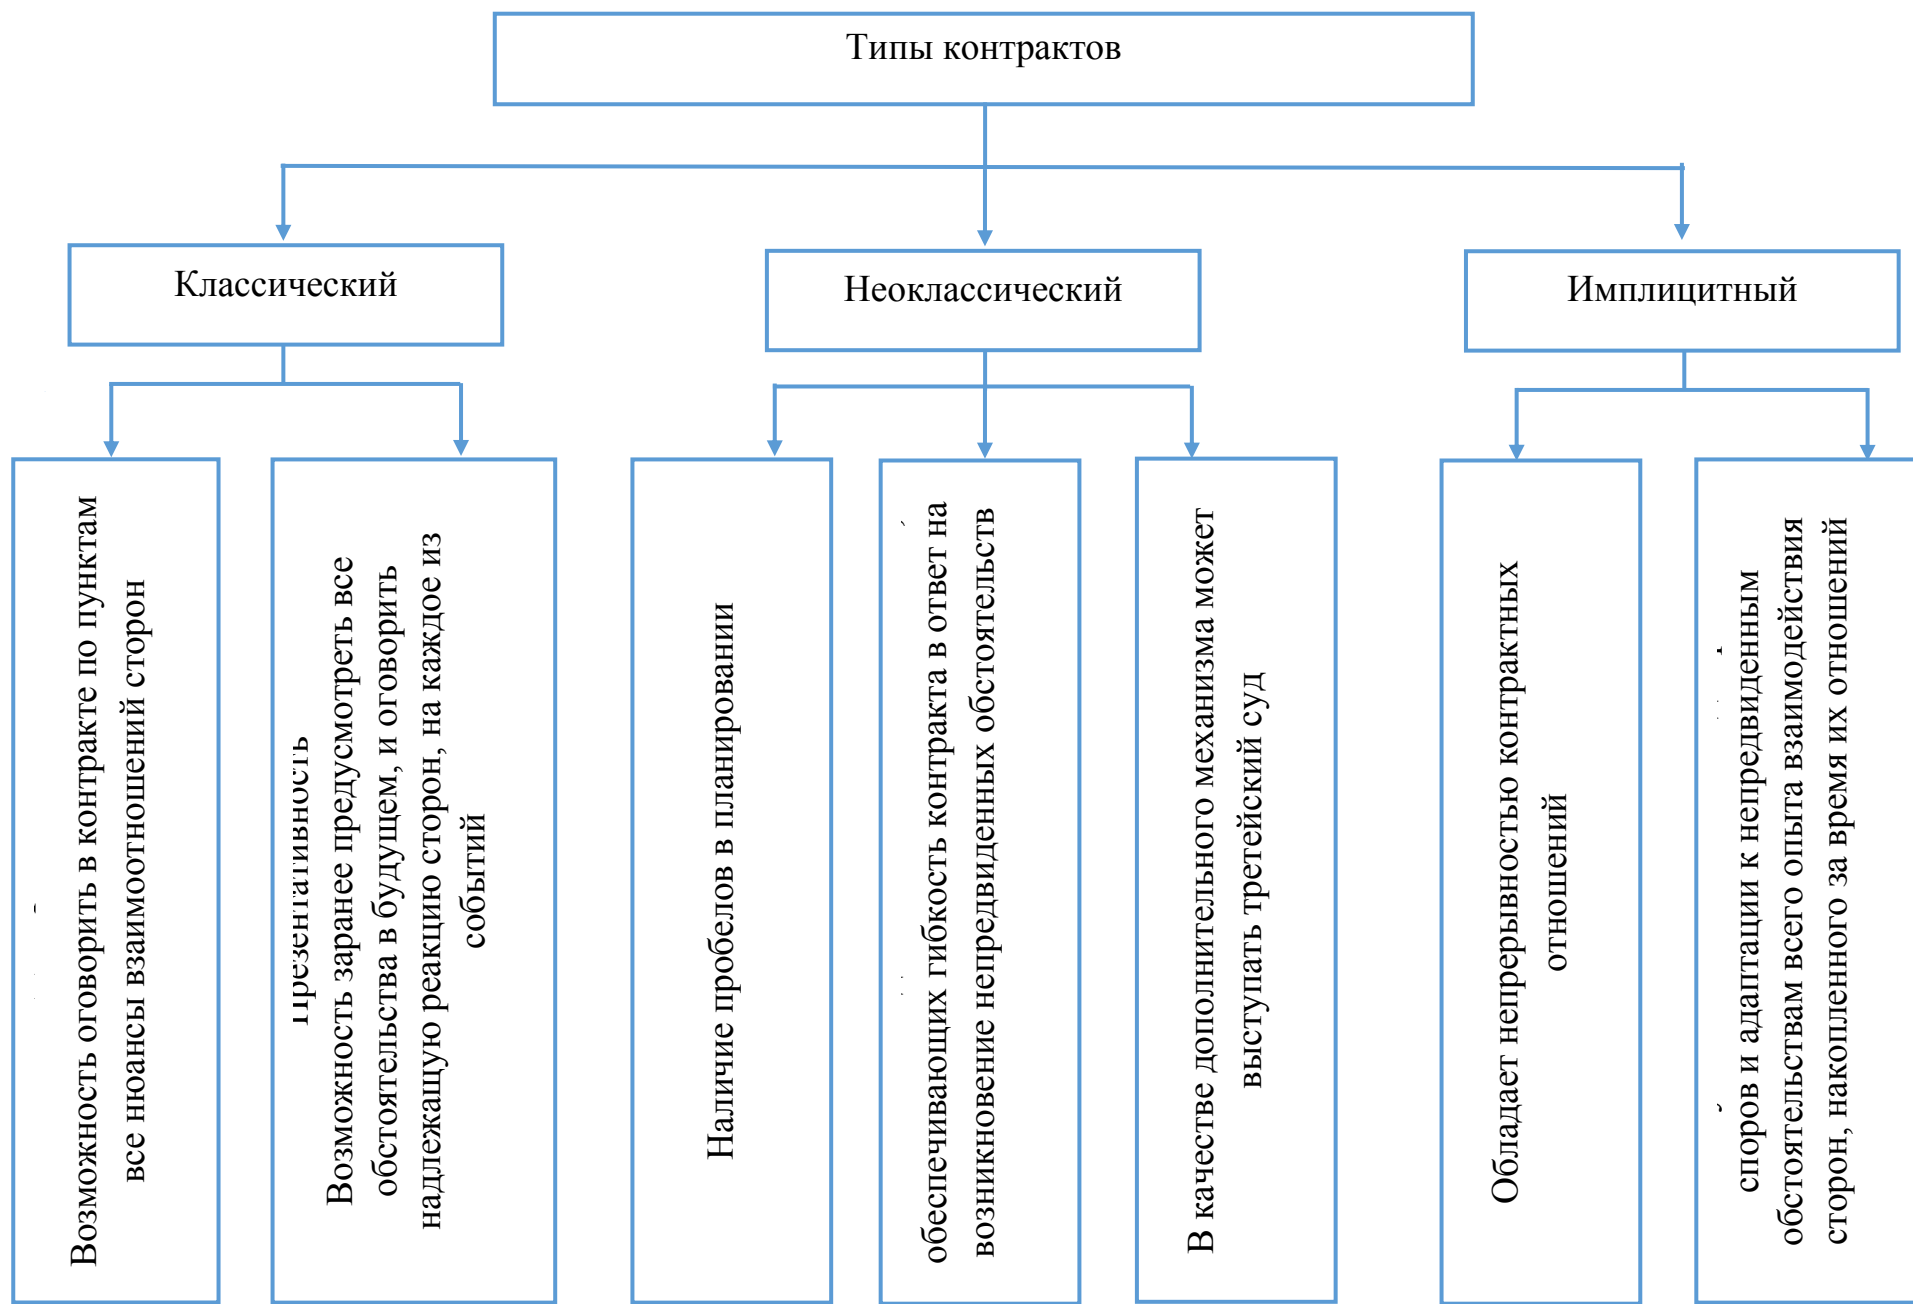 Типы контрактов
Классический
Неоклассический
Имплицитный
Возможность оговорить в контракте по пунктам
все нюансы взаимоотношений сторон
Презентативность
Возможность заранее предусмотреть все
обстоятельства в будущем, и оговорить
надлежащую реакцию сторон, на каждое из
событий
Наличие пробелов в планировании
обеспечивающих гибкость контракта в ответ на
возникновение непредвиденных обстоятельств
В качестве дополнительного механизма может
выступать третейский суд
Обладает непрерывностью контрактных
отношений
споров и адаптации к непредвиденным
обстоятельствам всего опыта взаимодействия
сторон, накопленного за время их отношений